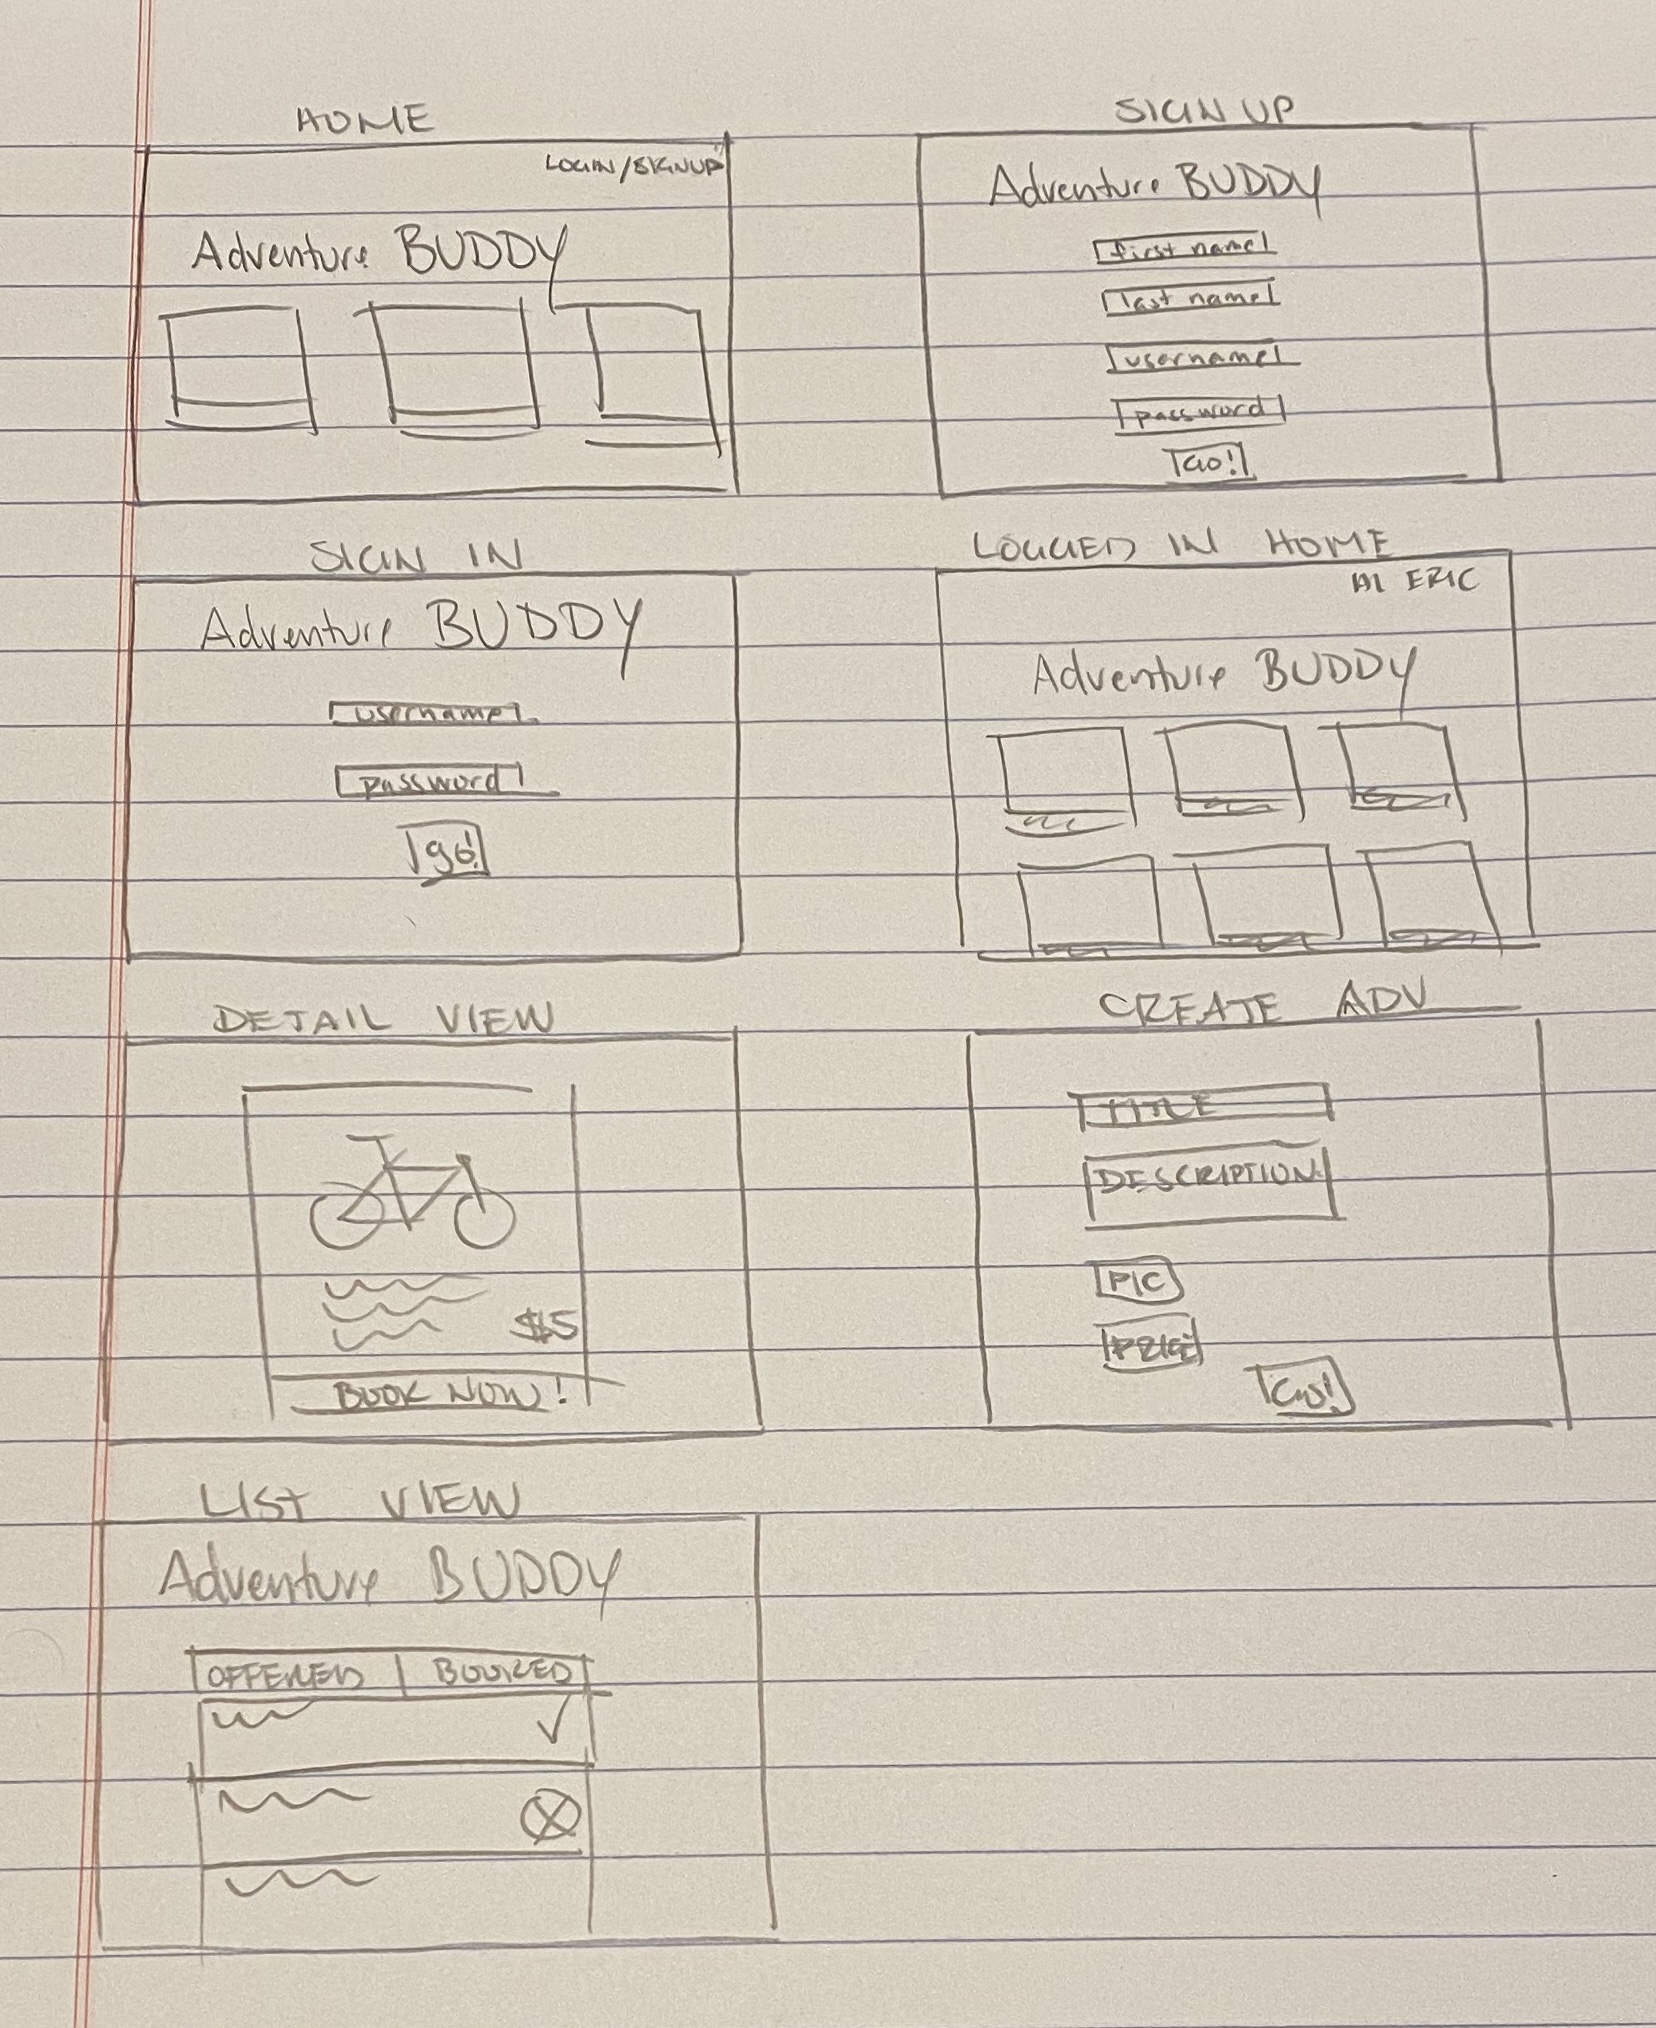 HOME
LOGIN/SIGNUP
Adventure BUDDY
SIGN UP
Adventure BUDDY
first name
last name
username
password
Go!
SIGN IN
Adventure BUDDY
username
password
go!
LOGGED IN HOME
HI ERIC
Adventure BUDDY
DETAIL VIEW
$5
BOOK NOW!
CREATE ADV
TITLE
DESCRIPTION
PIC
PRICE
Go!
LIST VIEW
Adventure BUDDY
OFFERED | BOOKED